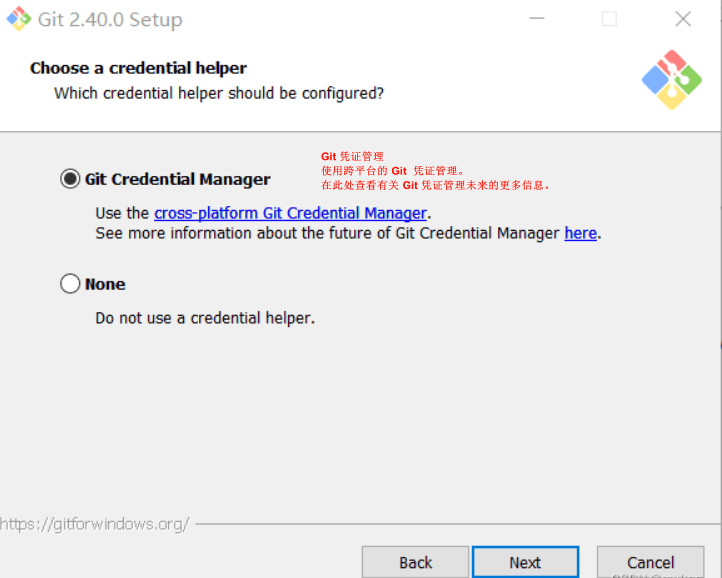 Git 2.40.0 Setup
Choose a credential helper
Which credential helper should be configured?
Git 凭证管理
使用跨平台的 Git 凭证管理。
在此处查看有关 Git 凭证管理未来的更多信息。
Git Credential Manager
Use the cross-platform Git Credential Manager.
See more information about the future of Git Credential Manager here.
None
Do not use a credential helper.
https://gitforwindows.org/
Back
Next
Cancel